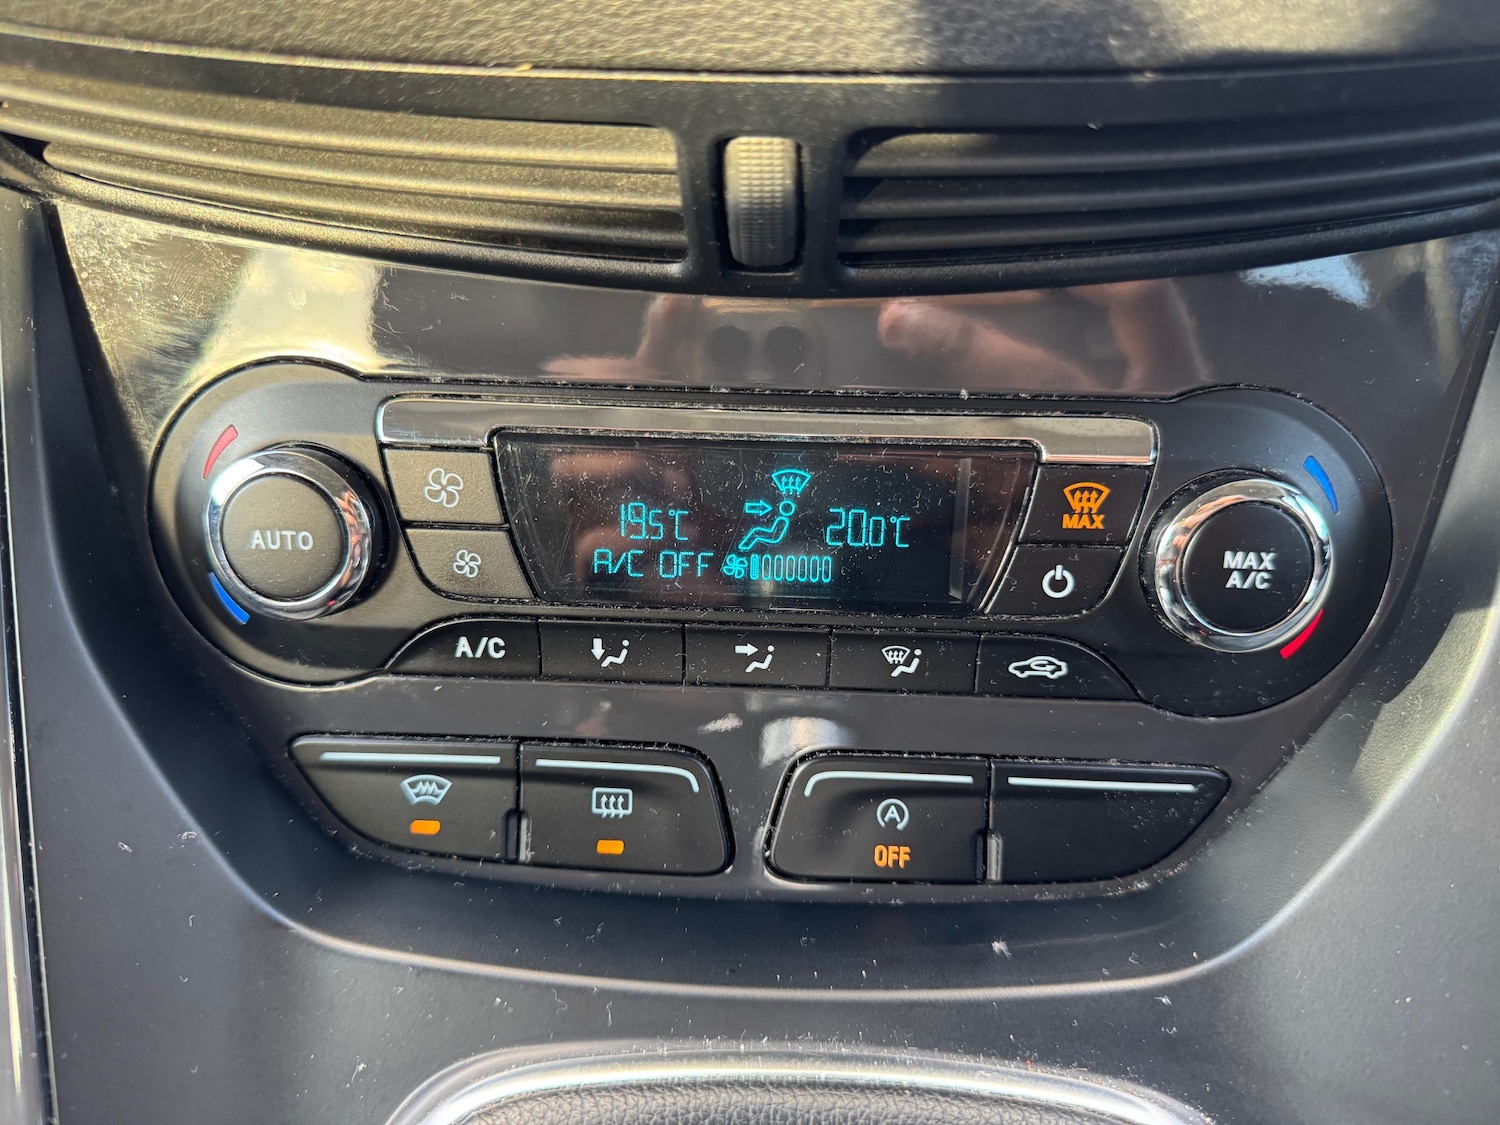 19.5°C 20.0°C
A/C OFF
AUTO
MAX
MAX
A/C
A/C
A
OFF